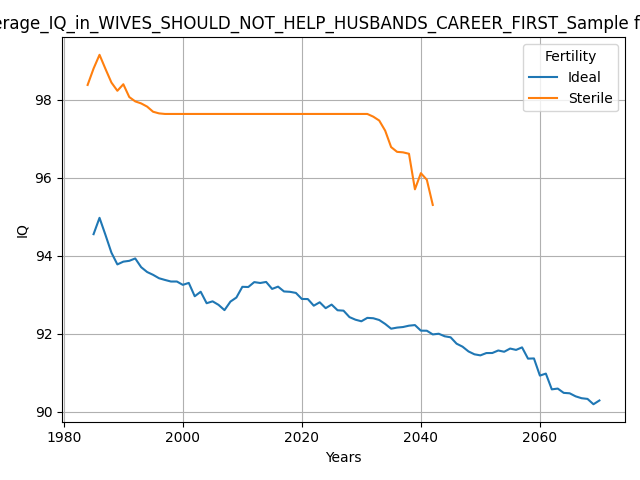 erage_IQ_in_WIVES_SHOULD_NOT_HELP_HUSBANDS_CAREER_FIRST_Sample f
Fertility
Ideal
Sterile
98
96
94
92
90
IQ
1980
2000
2020
2040
2060
Years